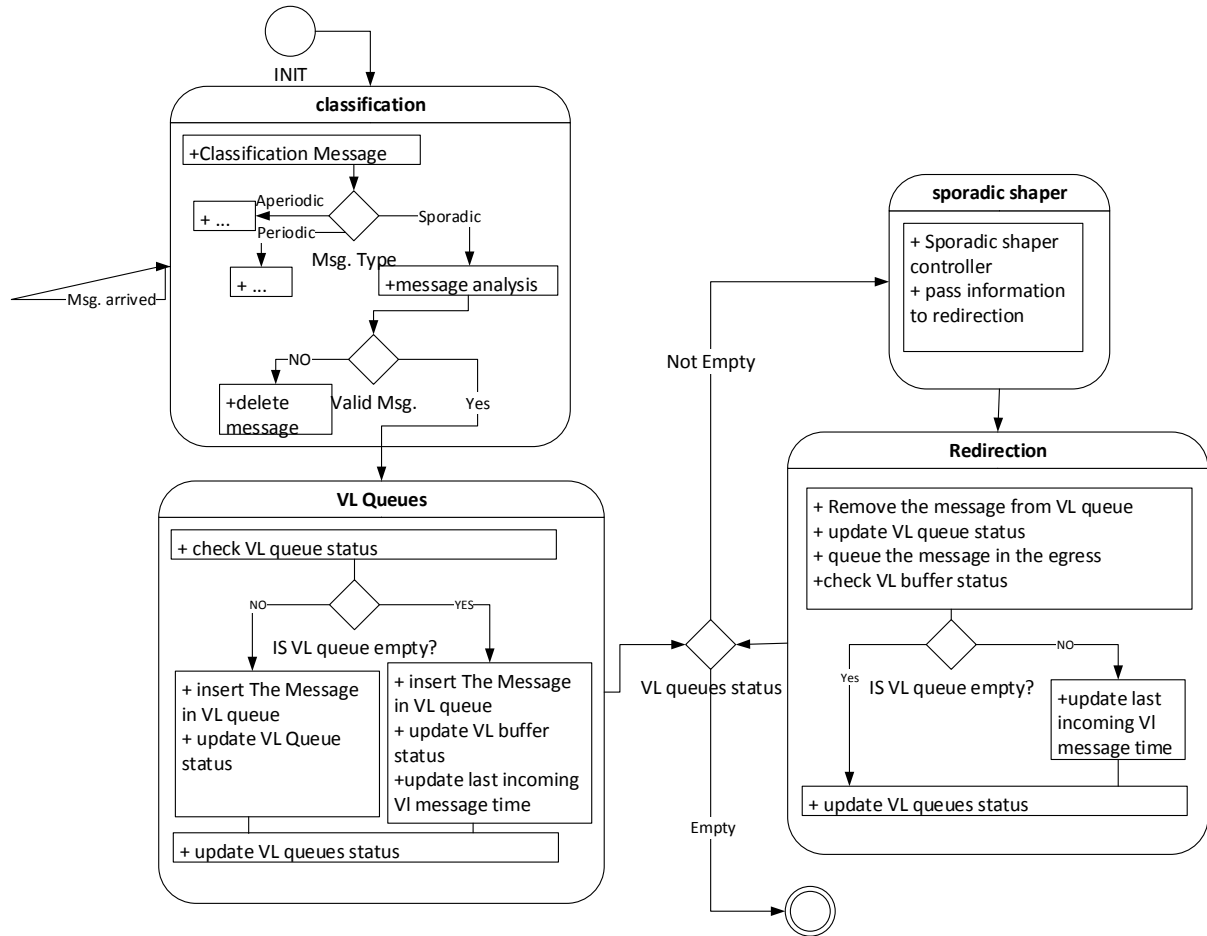 INIT
classification
+Classification Message
Aperiodic
+ ...
Periodic
+ ...
Sporadic
Msg. Type
+message analysis
Msg. arrived
NO
+delete
message
Valid Msg.
Yes
VL Queues
+ check VL queue status
NO
YES
IS VL queue empty?
+ insert The Message
in VL queue
+ update VL Queue
status
+ insert The Message
in VL queue
+ update VL buffer
status
+update last incoming
Vl message time
+ update VL queues status
Not Empty
VL queues status
Empty
sporadic shaper
+ Sporadic shaper
controller
+ pass information
to redirection
Redirection
+ Remove the message from VL queue
+ update VL queue status
+ queue the message in the egress
+check VL buffer status
Yes
IS VL queue empty?
NO
+update last
incoming Vl
message time
+ update VL queues status